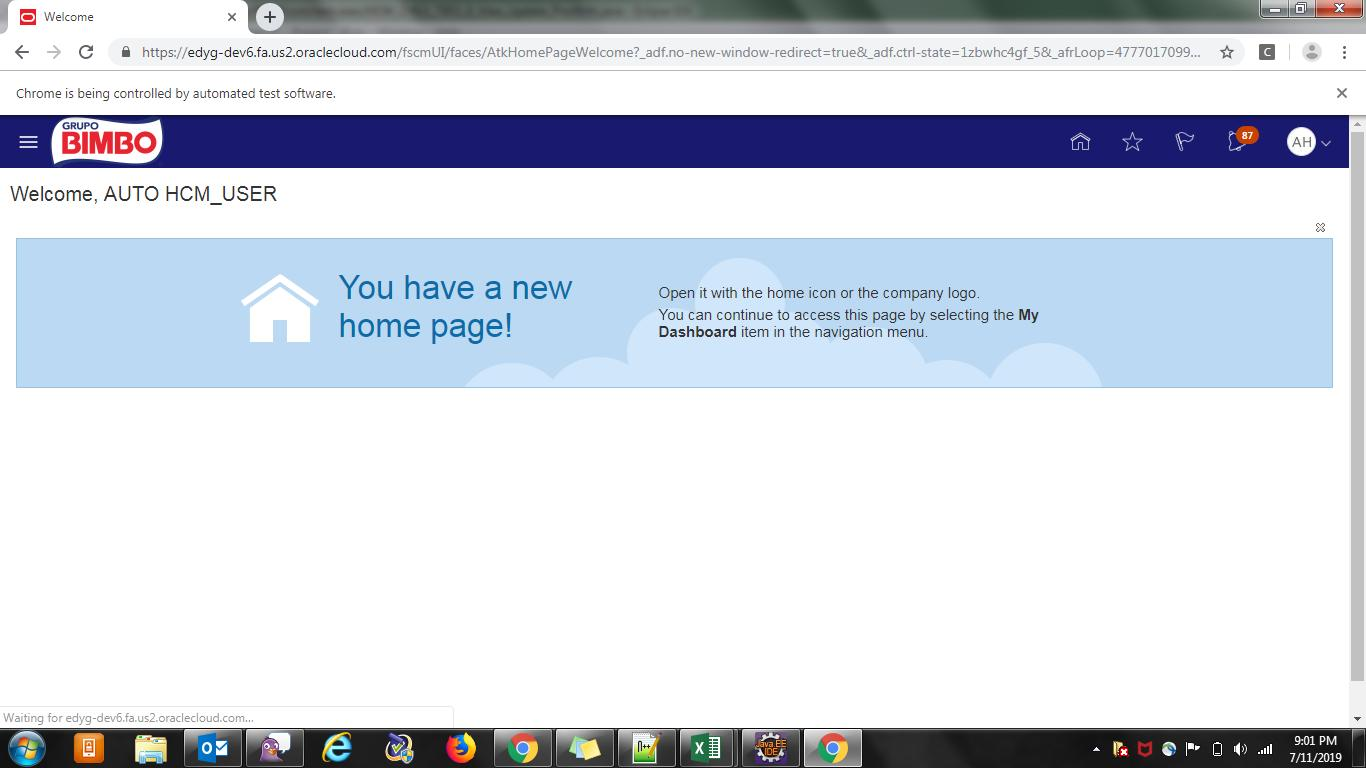 Welcome
https://edyg-dev6.fa.us2.oraclecloud.com/fscmUI/faces/AtkHomePageWelcome?_adf.no-new-window-redirect=true&_adf.ctrl-state=1zbwhc4gf_5&_afrLoop=4777017099...
C
Chrome is being controlled by automated test software.
GRUPO
BIMBO
87
AH
Welcome, AUTO HCM_USER
You have a new
home page!
Open it with the home icon or the company logo.
You can continue to access this page by selecting the My
Dashboard item in the navigation menu.
Waiting for edyg-dev6.fa.us2.oraclecloud.com...
Java EE
IDE
9:01 PM
7/11/2019